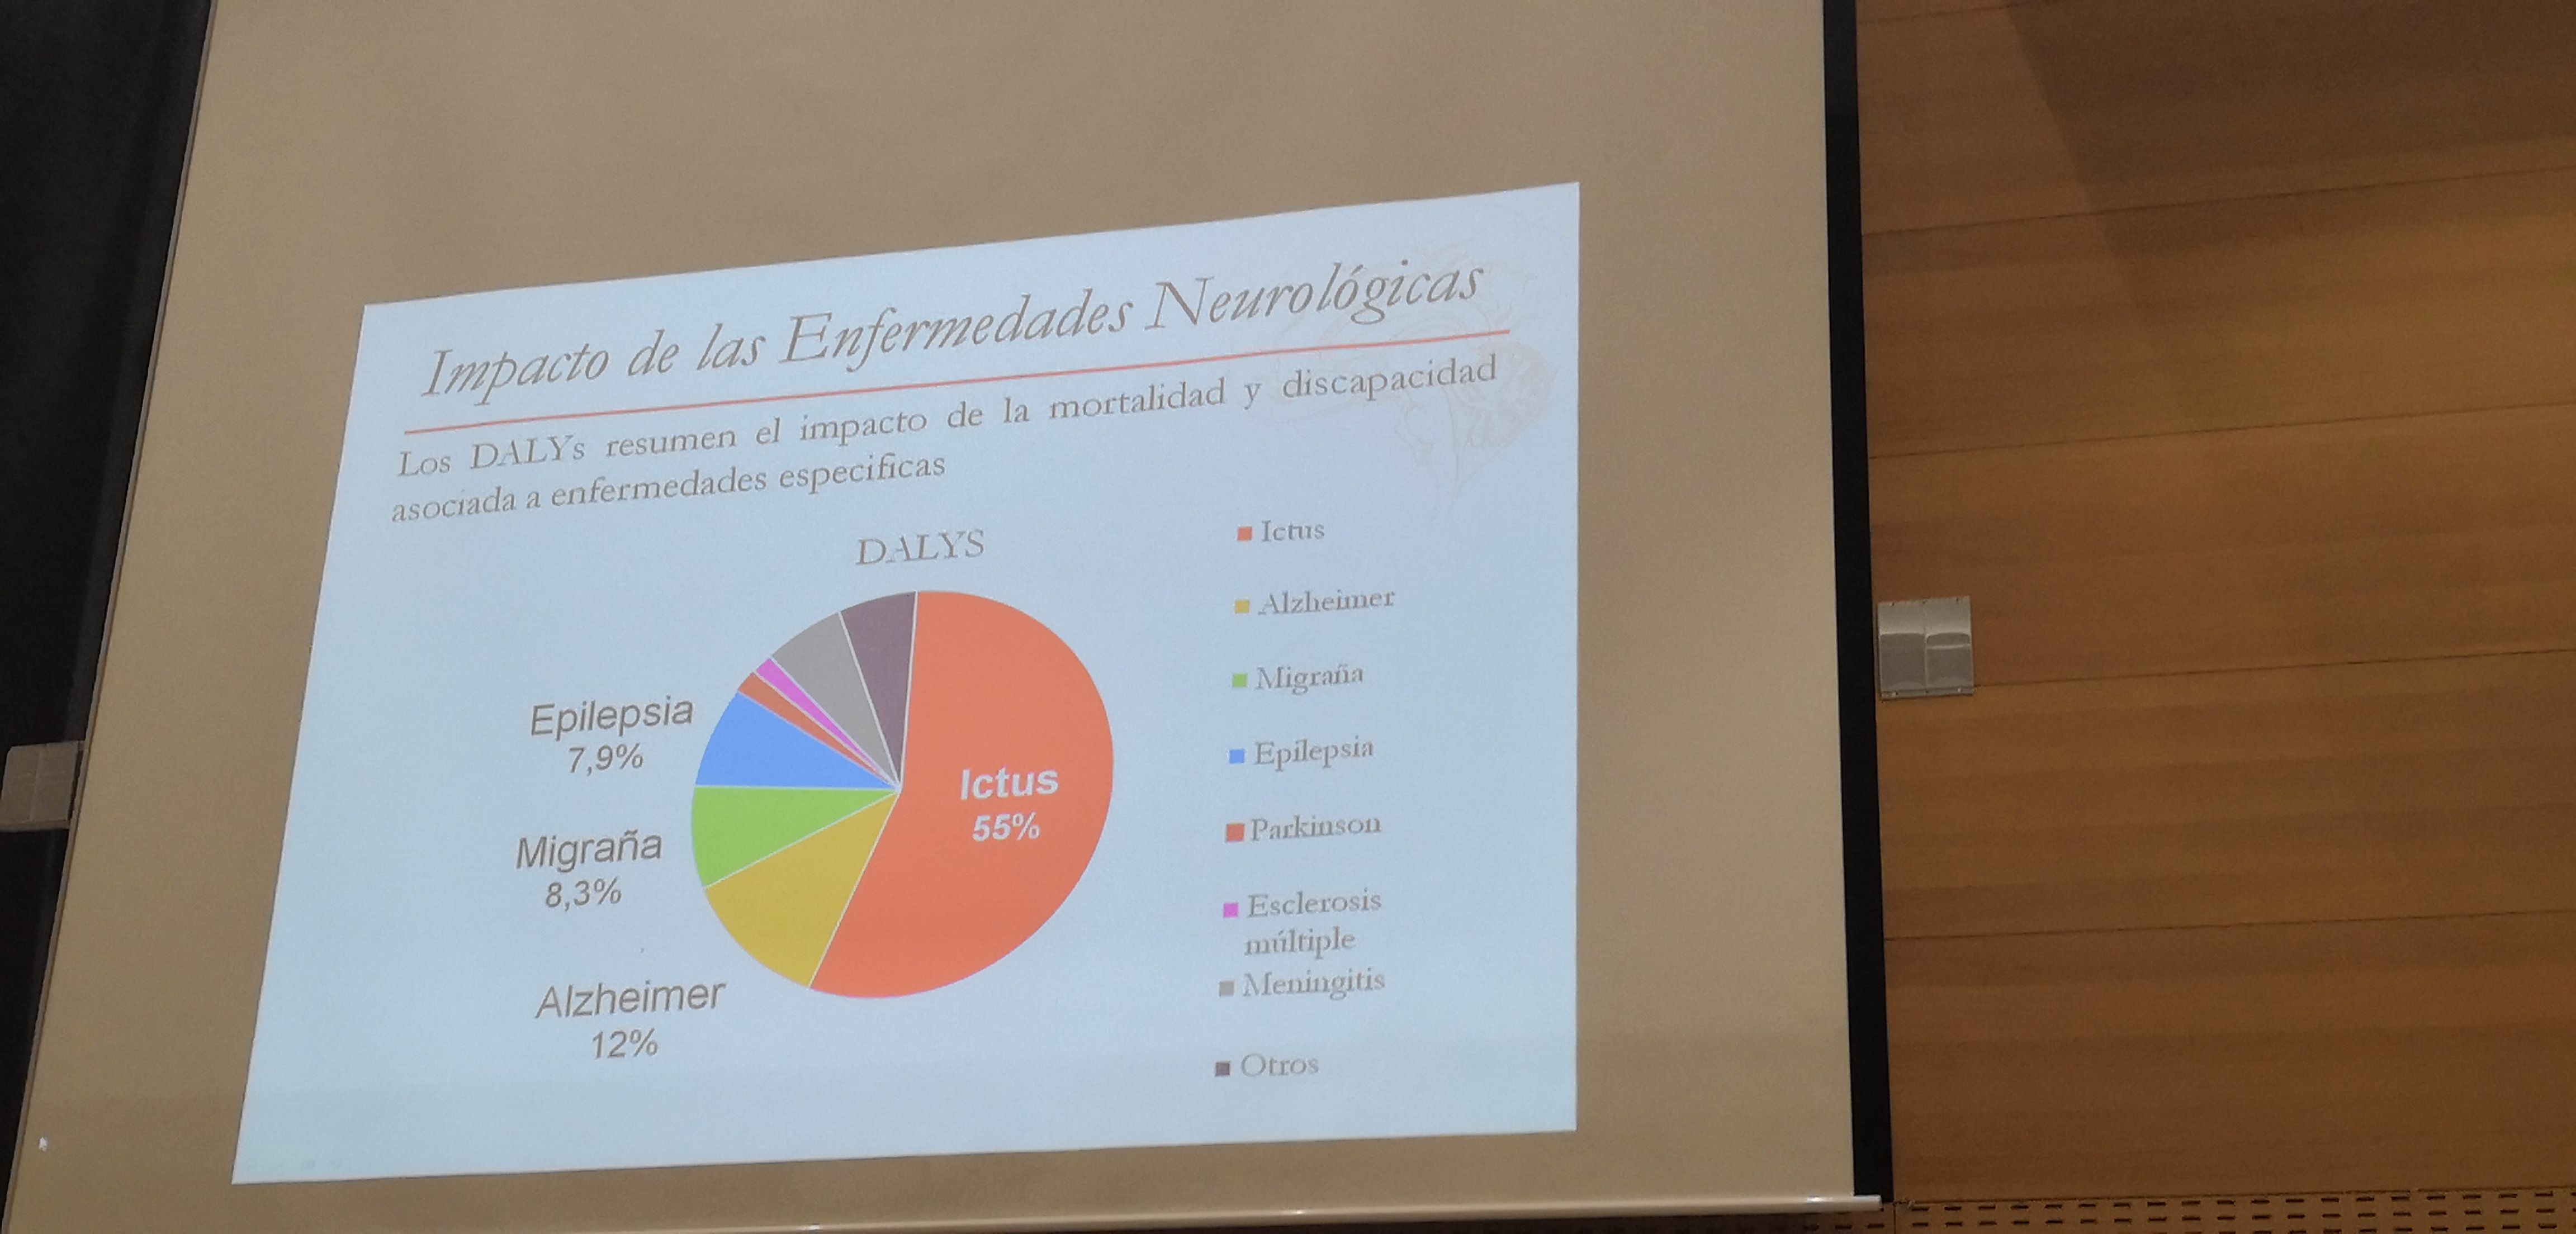 Impacto de las Enfermedades Neurológicas
Los DALYs resumen el impacto de la mortalidad y discapacidad
asociada a enfermedades especificas
DALYS
Epilepsia
7,9%
Migraña
8,3%
Alzheimer
12%
Ictus
55%
Ictus
Alzheimer
Migraña
Epilepsia
Parkinson
Esclerosis
múltiple
Meningitis
Otros